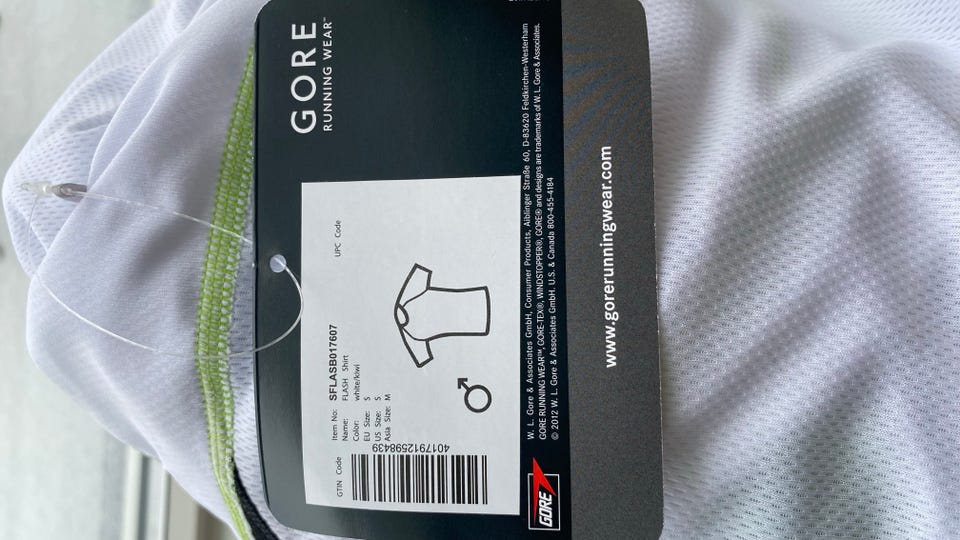 GORE
RUNNING WEAR™
GTIN Code
4017912598439
Item No: SFLASB017607
Name: FLASH Shirt
Color: white/kiwi
EU Size: S
US Size: S
Asia Size: M
UPC Code
GORE
W. L. Gore & Associates GmbH, Consumer Products, Aiblinger Straße 60, D-83620 Feldkirchen-Westerham
GORE RUNNING WEAR™, GORE-TEX®, WINDSTOPPER®, GORE® and designs are trademarks of W. L. Gore & Associates.
© 2012 W. L. Gore & Associates GmbH. U.S. & Canada 800-455-4184
www.gorerunningwear.com